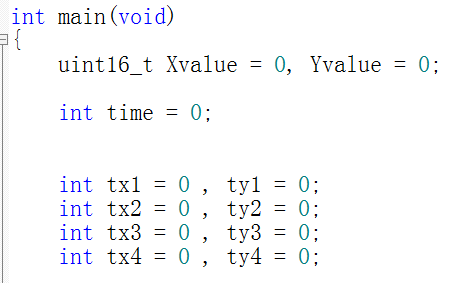 int main(void)
{
uint16_t Xvalue = 0, Yvalue = 0;
int time = 0;
int tx1 = 0 , ty1 = 0;
int tx2 = 0 , ty2 = 0;
int tx3 = 0 , ty3 = 0;
int tx4 = 0 , ty4 = 0;